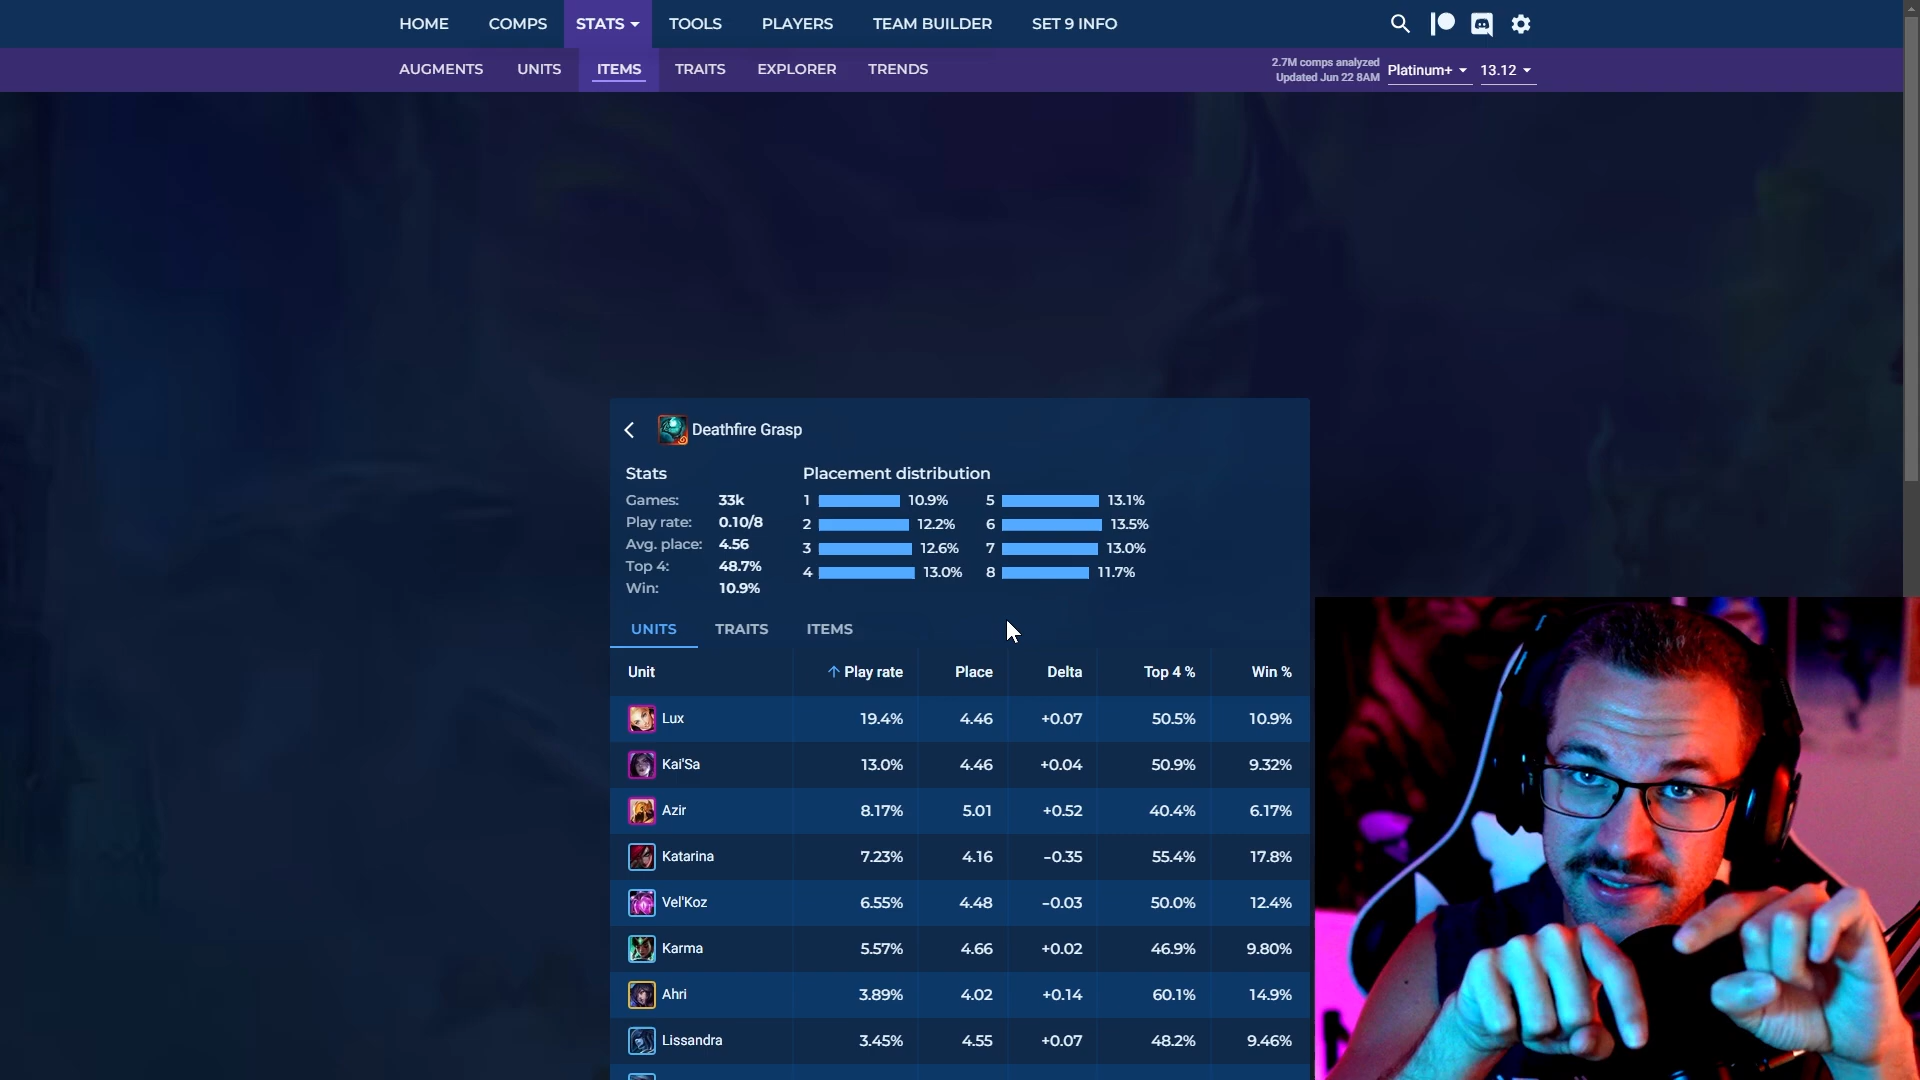 HOME COMPS STATS TOOLS PLAYERS TEAM BUILDER SET 9 INFO
AUGMENTS UNITS ITEMS TRAITS EXPLORER TRENDS
2.7M comps analyzed
Updated Jun 22 8AM
Platinum+ 13.12
Deathfire Grasp
Stats Placement distribution
Games: 33k 1 10.9% 5 13.1%
Play rate: 0.10/8 2 12.2% 6 13.5%
Avg. place: 4.56 3 12.6% 7 13.0%
Top 4: 48.7% 4 13.0% 8 11.7%
Win: 10.9%
UNITS TRAITS ITEMS
Unit Play rate Place Delta Top 4 % Win %
Lux 19.4% 4.46 +0.07 50.5% 10.9%
Kai'Sa 13.0% 4.46 +0.04 50.9% 9.32%
Azir 8.17% 5.01 +0.52 40.4% 6.17%
Katarina 7.23% 4.16 -0.35 55.4% 17.8%
Vel'Koz 6.55% 4.48 -0.03 50.0% 12.4%
Karma 5.57% 4.66 +0.02 46.9% 9.80%
Ahri 3.89% 4.02 +0.14 60.1% 14.9%
Lissandra 3.45% 4.55 +0.07 48.2% 9.46%